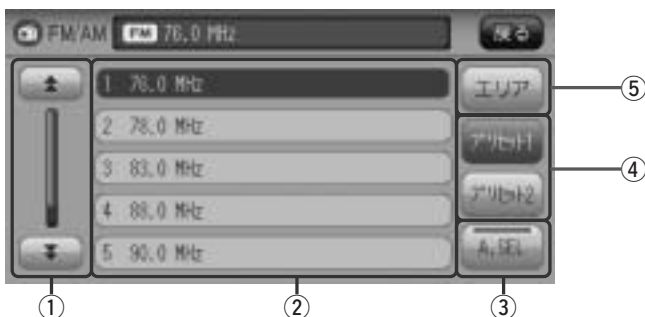 FM/AM FM 76.0 MHz 戻る
1 76.0 MHz
2 78.0 MHz
3 83.0 MHz
4 88.0 MHz
5 90.0 MHz
エリア
プリセット1
プリセット2
A.SEL
⑤
④
①
②
③